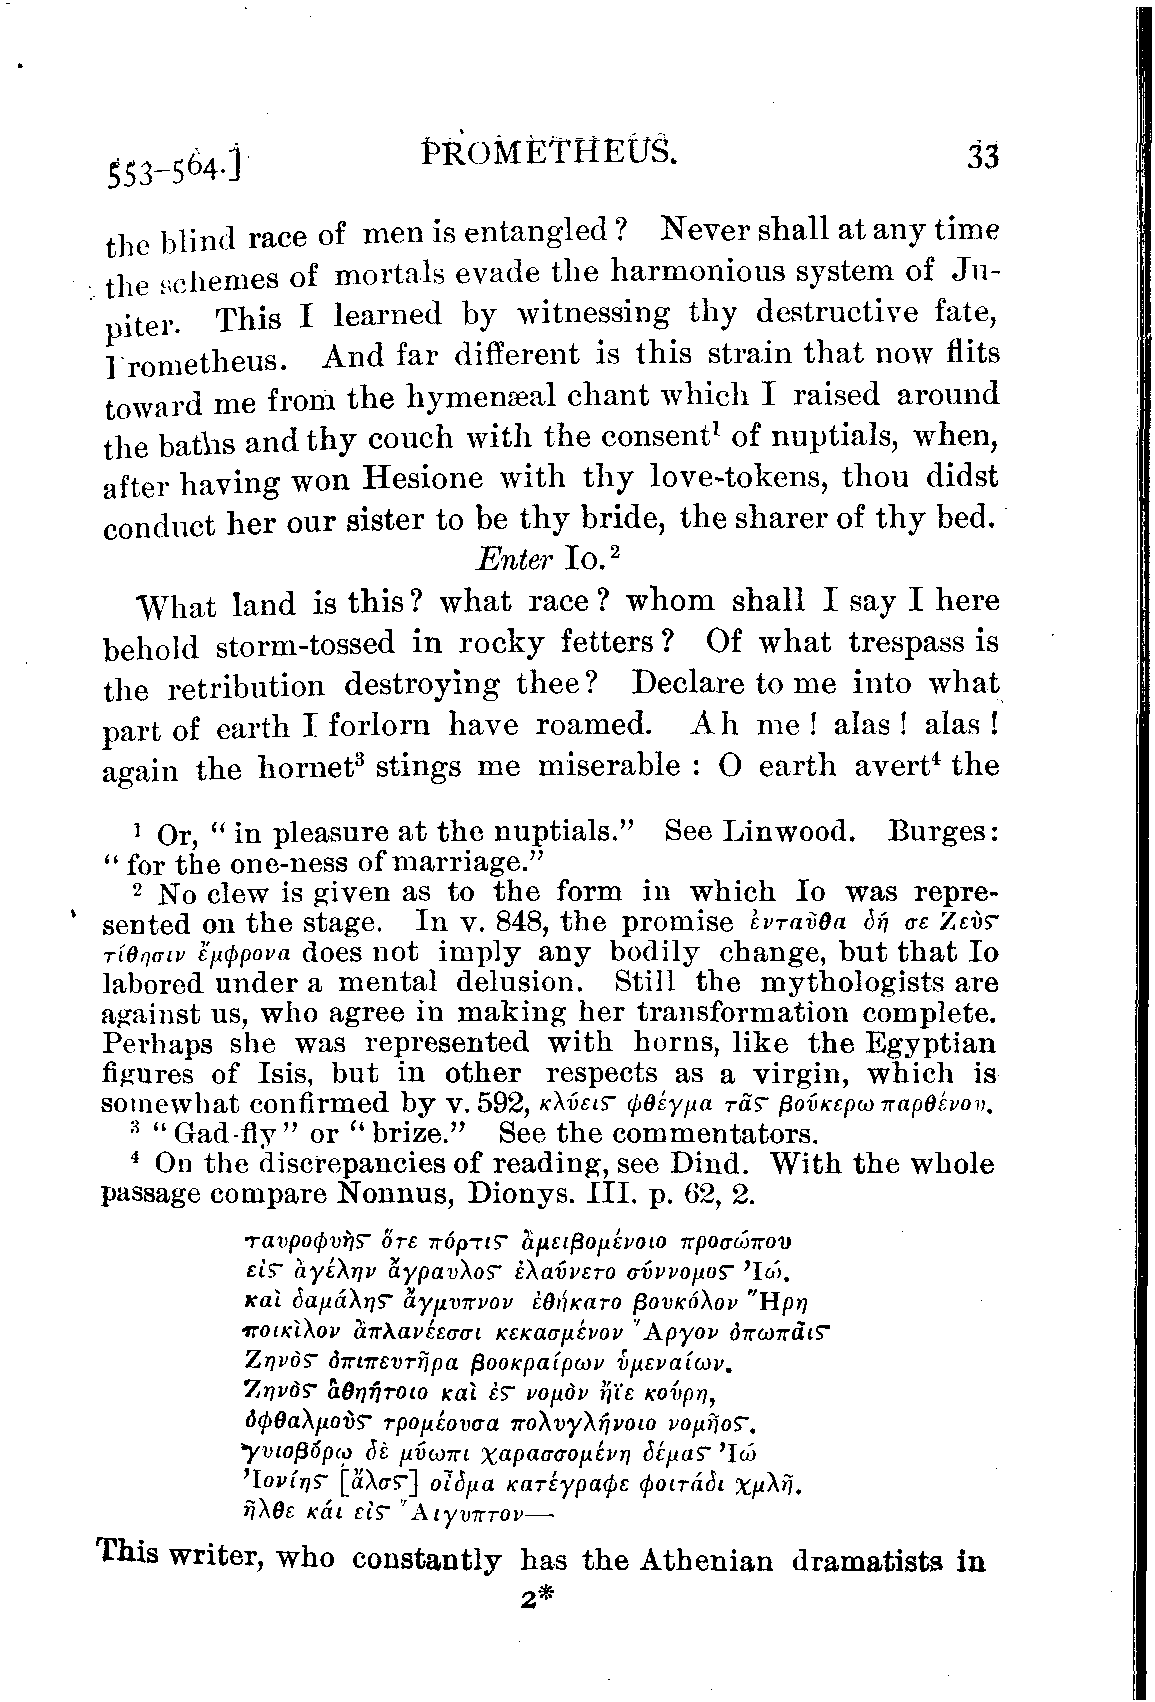 553–564.] PROMETHEUS. 33
the blind race of men is entangled? Never shall at any time
the schemes of mortals evade the harmonious system of Ju-
piter. This I learned by witnessing thy destructive fate,
Prometheus. And far different is this strain that now flits
toward me from the hymenæal chant which I raised around
the baths and thy couch with the consent¹ of nuptials, when,
after having won Hesione with thy love-tokens, thou didst
conduct her our sister to be thy bride, the sharer of thy bed.
Enter Io.²
What land is this? what race? whom shall I say I here
behold storm-tossed in rocky fetters? Of what trespass is
the retribution destroying thee? Declare to me into what
part of earth I forlorn have roamed. Ah me! alas! alas!
again the hornet³ stings me miserable: O earth avert⁴ the
¹ Or, “in pleasure at the nuptials.” See Linwood. Burges:
“for the one-ness of marriage.”
² No clew is given as to the form in which Io was repre-
sented on the stage. In v. 848, the promise ἐνταῦθα δή σε Ζεὺς
τίθησιν ἔμφρονα does not imply any bodily change, but that Io
labored under a mental delusion. Still the mythologists are
against us, who agree in making her transformation complete.
Perhaps she was represented with horns, like the Egyptian
figures of Isis, but in other respects as a virgin, which is
somewhat confirmed by v. 592, κλύεις φθέγμα τᾶς βούκερω παρθένου.
³ “Gad-fly” or “brize.” See the commentators.
⁴ On the discrepancies of reading, see Dind. With the whole
passage compare Nonnus, Dionys. III. p. 62, 2.
ταυροφυὴς ὅτε πόρτις ἀμειβομένοιο προσώπου
εἰς ἀγέλην ἄγραυλος ἐλαύνετο σύννομος Ἰώ.
καὶ δαμάλης ἄγμυπνον ἐθήκατο βουκόλον Ἥρη
ποικὶλον ἀπλανέεσσι κεκασμένον Ἄργον ὀπωπᾶις
Ζηνὸς ὀπιπευτῆρα βοοκραίρων ὑμεναίων.
Ζηνὸς ἀθηήτοιο καὶ ἐς νομὸν ἤϊε κούρη,
ὀφθαλμοὺς τρομέουσα πολυγλήνοιο νομῆος.
γυιοβόρῳ δὲ μύωπι χαρασσομένη δέμας Ἰώ
Ἰονίης [ἄλσς] οἶδμα κατέγραφε φοιτάδι χμλῆ.
ἦλθε κάι εἰς Ἄιγυπτον—
This writer, who constantly has the Athenian dramatists in
2*